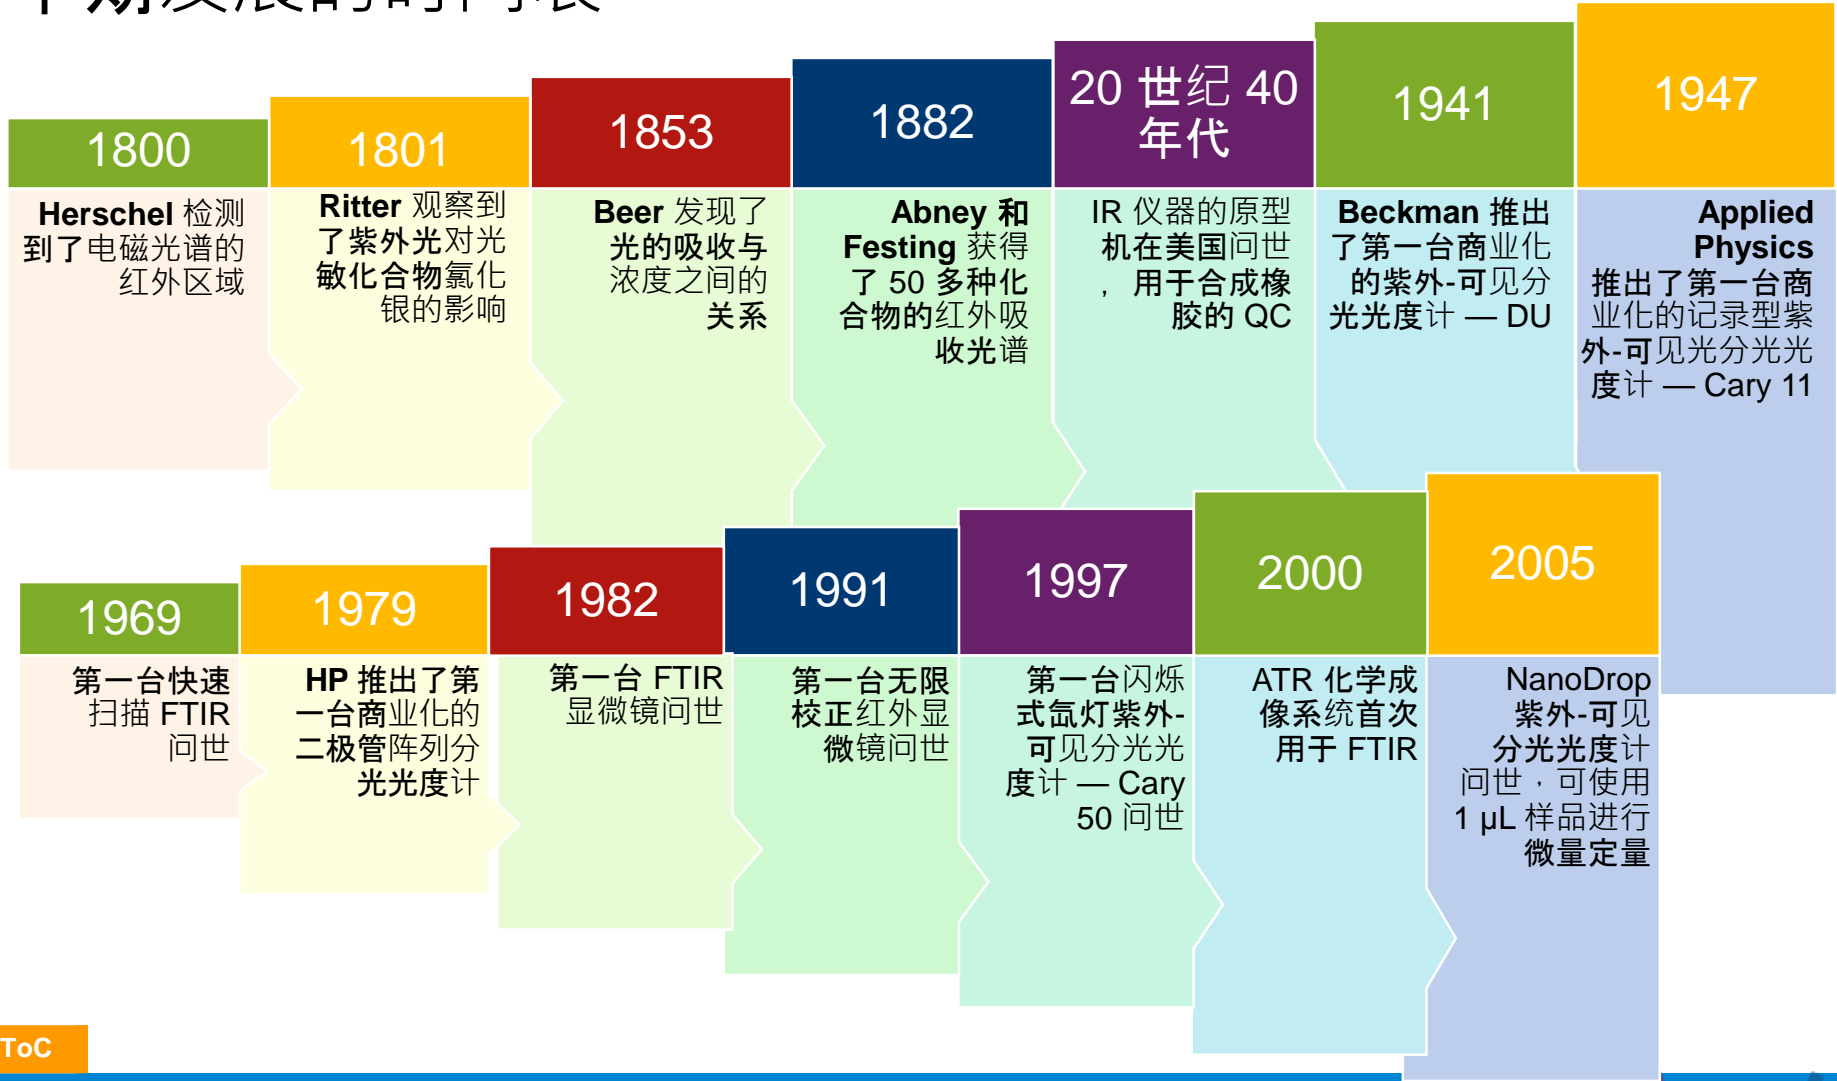 早期发展的时间表
1800
Herschel 检测
到了电磁光谱的
红外区域
1801
Ritter 观察到
了紫外光对光
敏化合物氯化
银的影响
1853
Beer 发现了
光的吸收与
浓度之间的
关系
1882
Abney 和
Festing 获得
了 50 多种化
合物的红外吸
收光谱
20 世纪 40
年代
IR 仪器的原型
机在美国问世
， 用于合成橡
胶的 QC
1941
Beckman 推出
了第一台商业化
的紫外-可见分
光光度计 — DU
1947
Applied
Physics
推出了第一台商
业化的记录型紫
外-可见光分光光
度计 — Cary 11
1969
第一台快速
扫描 FTIR
问世
1979
HP 推出了第
一台商业化的
二极管阵列分
光光度计
1982
第一台 FTIR
显微镜问世
1991
第一台无限
校正红外显
微镜问世
1997
第一台闪烁
式氙灯紫外-
可见分光光
度计 — Cary
50 问世
2000
ATR 化学成
像系统首次
用于 FTIR
2005
NanoDrop
紫外-可见
分光光度计
问世，可使用
1 µL 样品进行
微量定量
ToC